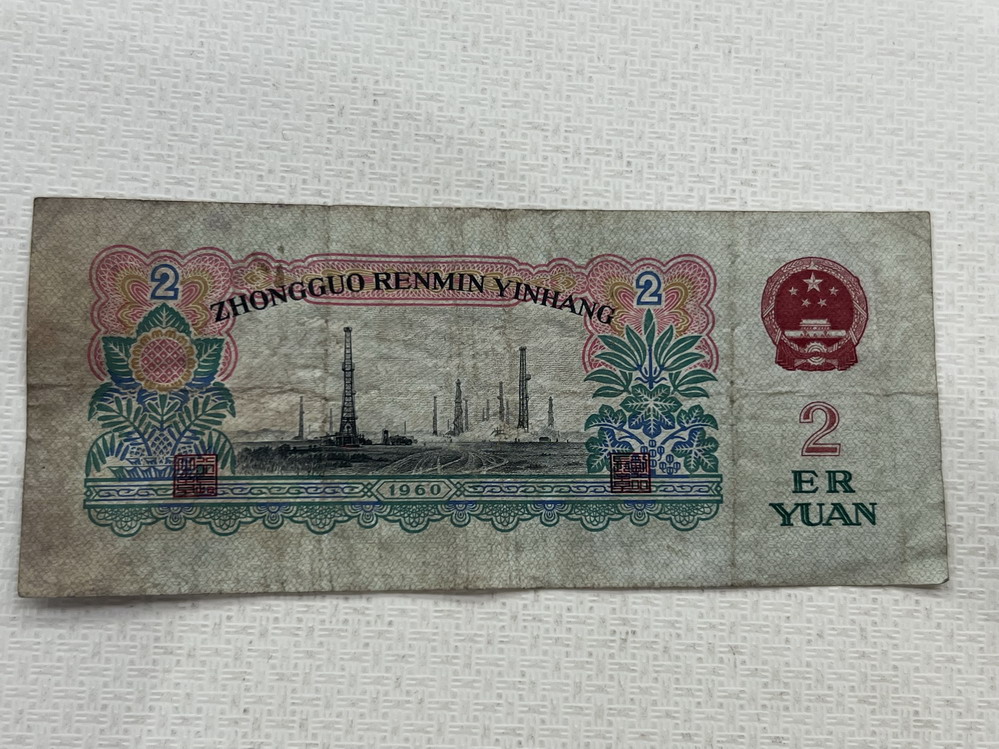 2
2
ZHONGGUO RENMIN YINHANG
1960
2
ER
YUAN